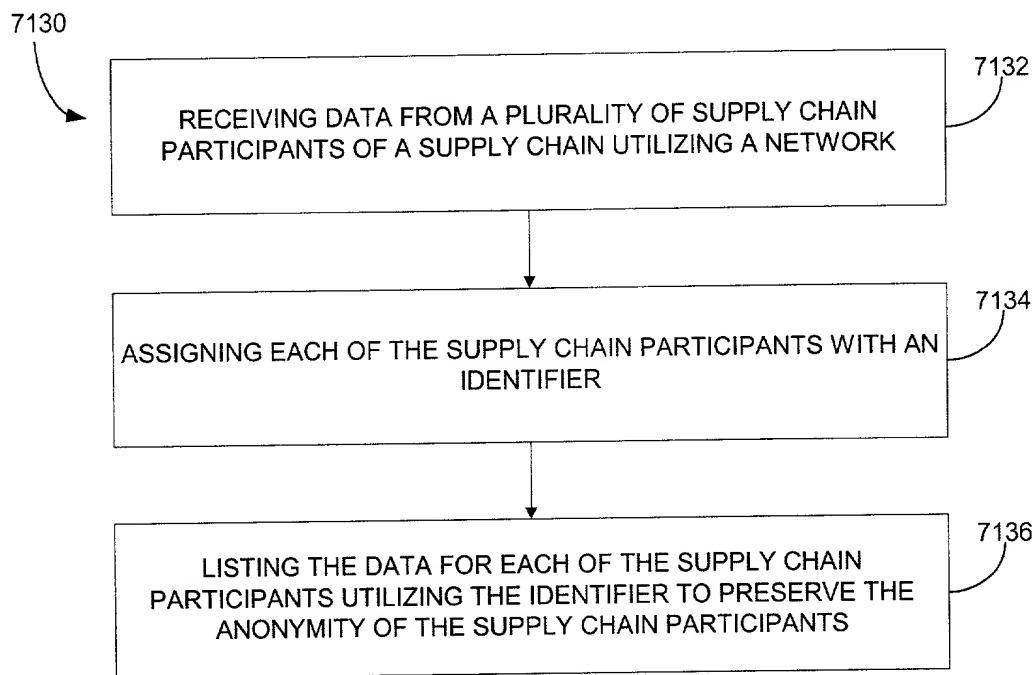 7130
7132
RECEIVING DATA FROM A PLURALITY OF SUPPLY CHAIN
PARTICIPANTS OF A SUPPLY CHAIN UTILIZING A NETWORK
7134
ASSIGNING EACH OF THE SUPPLY CHAIN PARTICIPANTS WITH AN
IDENTIFIER
7136
LISTING THE DATA FOR EACH OF THE SUPPLY CHAIN
PARTICIPANTS UTILIZING THE IDENTIFIER TO PRESERVE THE
ANONYMITY OF THE SUPPLY CHAIN PARTICIPANTS